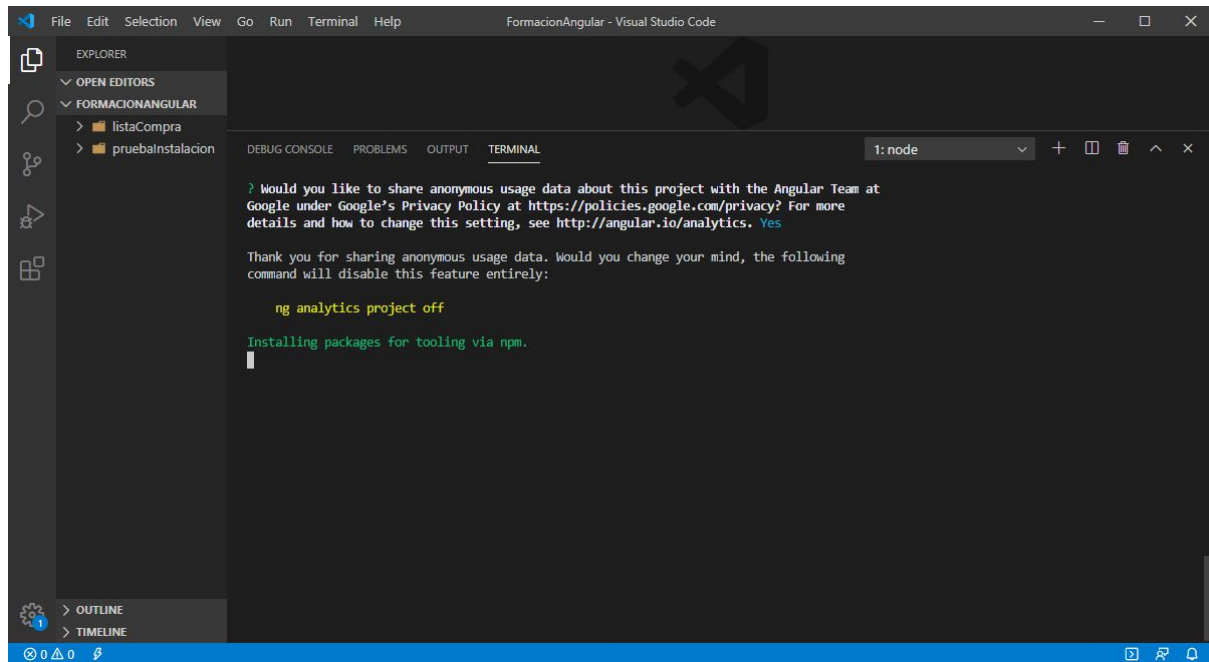 File Edit Selection View Go Run Terminal Help FormacionAngular - Visual Studio Code
EXPLORER
OPEN EDITORS
FORMACIONANGULAR
listaCompra
pruebaInstalacion
DEBUG CONSOLE PROBLEMS OUTPUT TERMINAL 1: node
? Would you like to share anonymous usage data about this project with the Angular Team at
Google under Google’s Privacy Policy at https://policies.google.com/privacy? For more
details and how to change this setting, see http://angular.io/analytics. Yes
Thank you for sharing anonymous usage data. Would you change your mind, the following
command will disable this feature entirely:
ng analytics project off
Installing packages for tooling via npm.
1
OUTLINE
TIMELINE
0 0